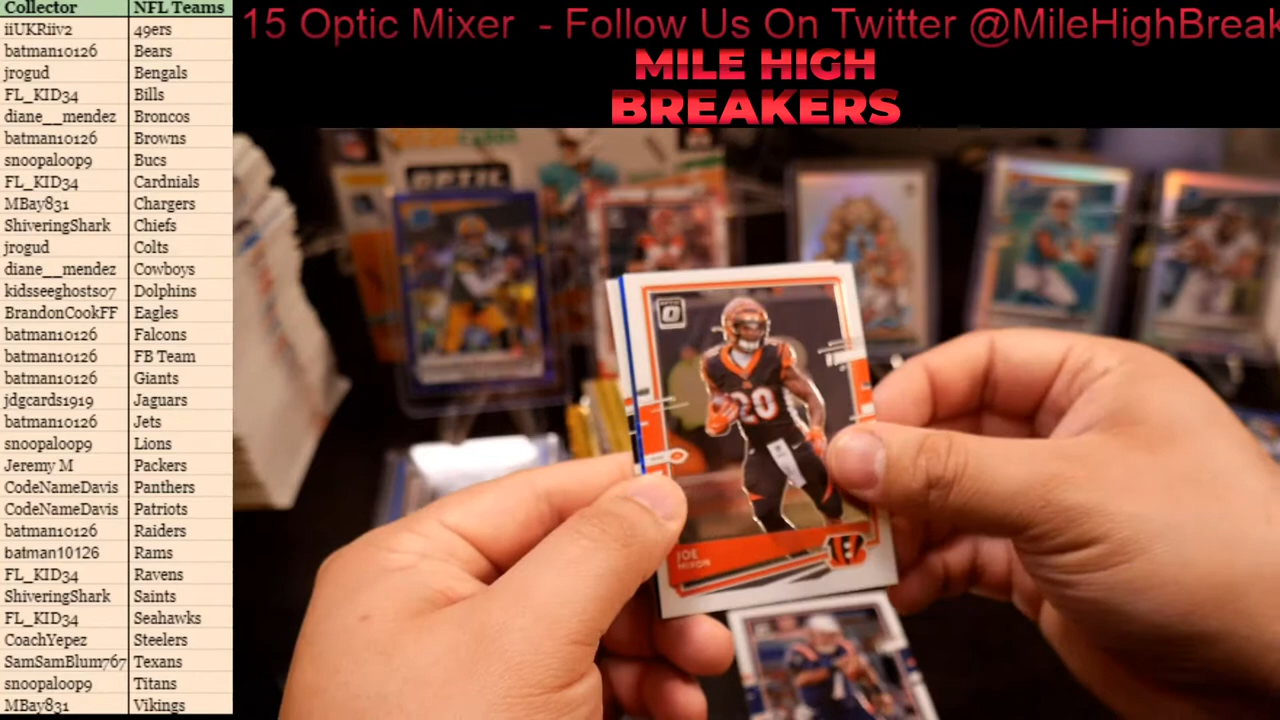 Collector NFL Teams
iiUKRiiv2 49ers
batman10126 Bears
jrogud Bengals
FL_KID34 Bills
diane__mendez Broncos
batman10126 Browns
snoopaloop9 Bucs
FL_KID34 Cardnials
MBay831 Chargers
ShiveringShark Chiefs
jrogud Colts
diane__mendez Cowboys
kidsseeghosts07 Dolphins
BrandonCookFF Eagles
batman10126 Falcons
batman10126 FB Team
batman10126 Giants
jdgcards1919 Jaguars
batman10126 Jets
snoopaloop9 Lions
Jeremy M Packers
CodeNameDavis Panthers
CodeNameDavis Patriots
batman10126 Raiders
batman10126 Rams
FL_KID34 Ravens
ShiveringShark Saints
FL_KID34 Seahawks
CoachYepez Steelers
SamSamBlum767 Texans
snoopaloop9 Titans
MBay831 Vikings
15 Optic Mixer - Follow Us On Twitter @MileHighBreak
MILE HIGH
BREAKERS
OPTIC
20
JOE
MIXON